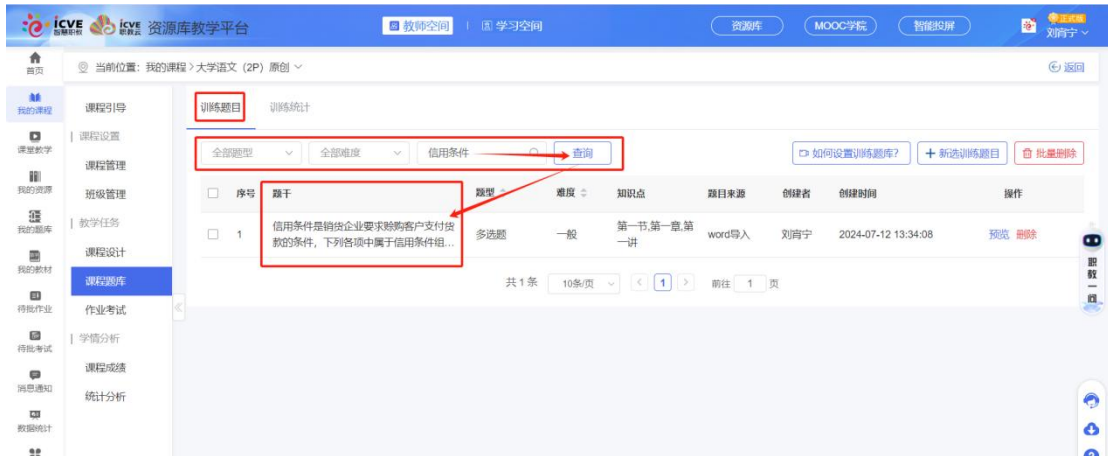 icve 智慧职教 icve 职教云 资源库教学平台
教师空间 学习空间
资源库 MOOC学院 智能投屏
正式版
刘育宁
首页
当前位置：我的课程 > 大学语文（2P）原创
返回
我的课程
课堂教学
我的资源
我的题库
我的教材
待批作业
待批考试
消息通知
数据统计
课程引导
课程设置
课程管理
班级管理
教学任务
课程设计
课程题库
作业考试
学情分析
课程成绩
统计分析
训练题目 训练统计
全部题型 全部难度 信用条件 查询
如何设置训练题库？ + 新选训练题目 批量删除
序号 题干 题型 难度 知识点 题目来源 创建者 创建时间 操作
1 信用条件是销货企业要求赊购客户支付货款的条件，下列各项中属于信用条件组... 多选题 一般 第一节,第一章,第一讲 word导入 刘育宁 2024-07-12 13:34:08 预览 删除
共 1 条 10条/页 < 1 > 前往 1 页
职教一问